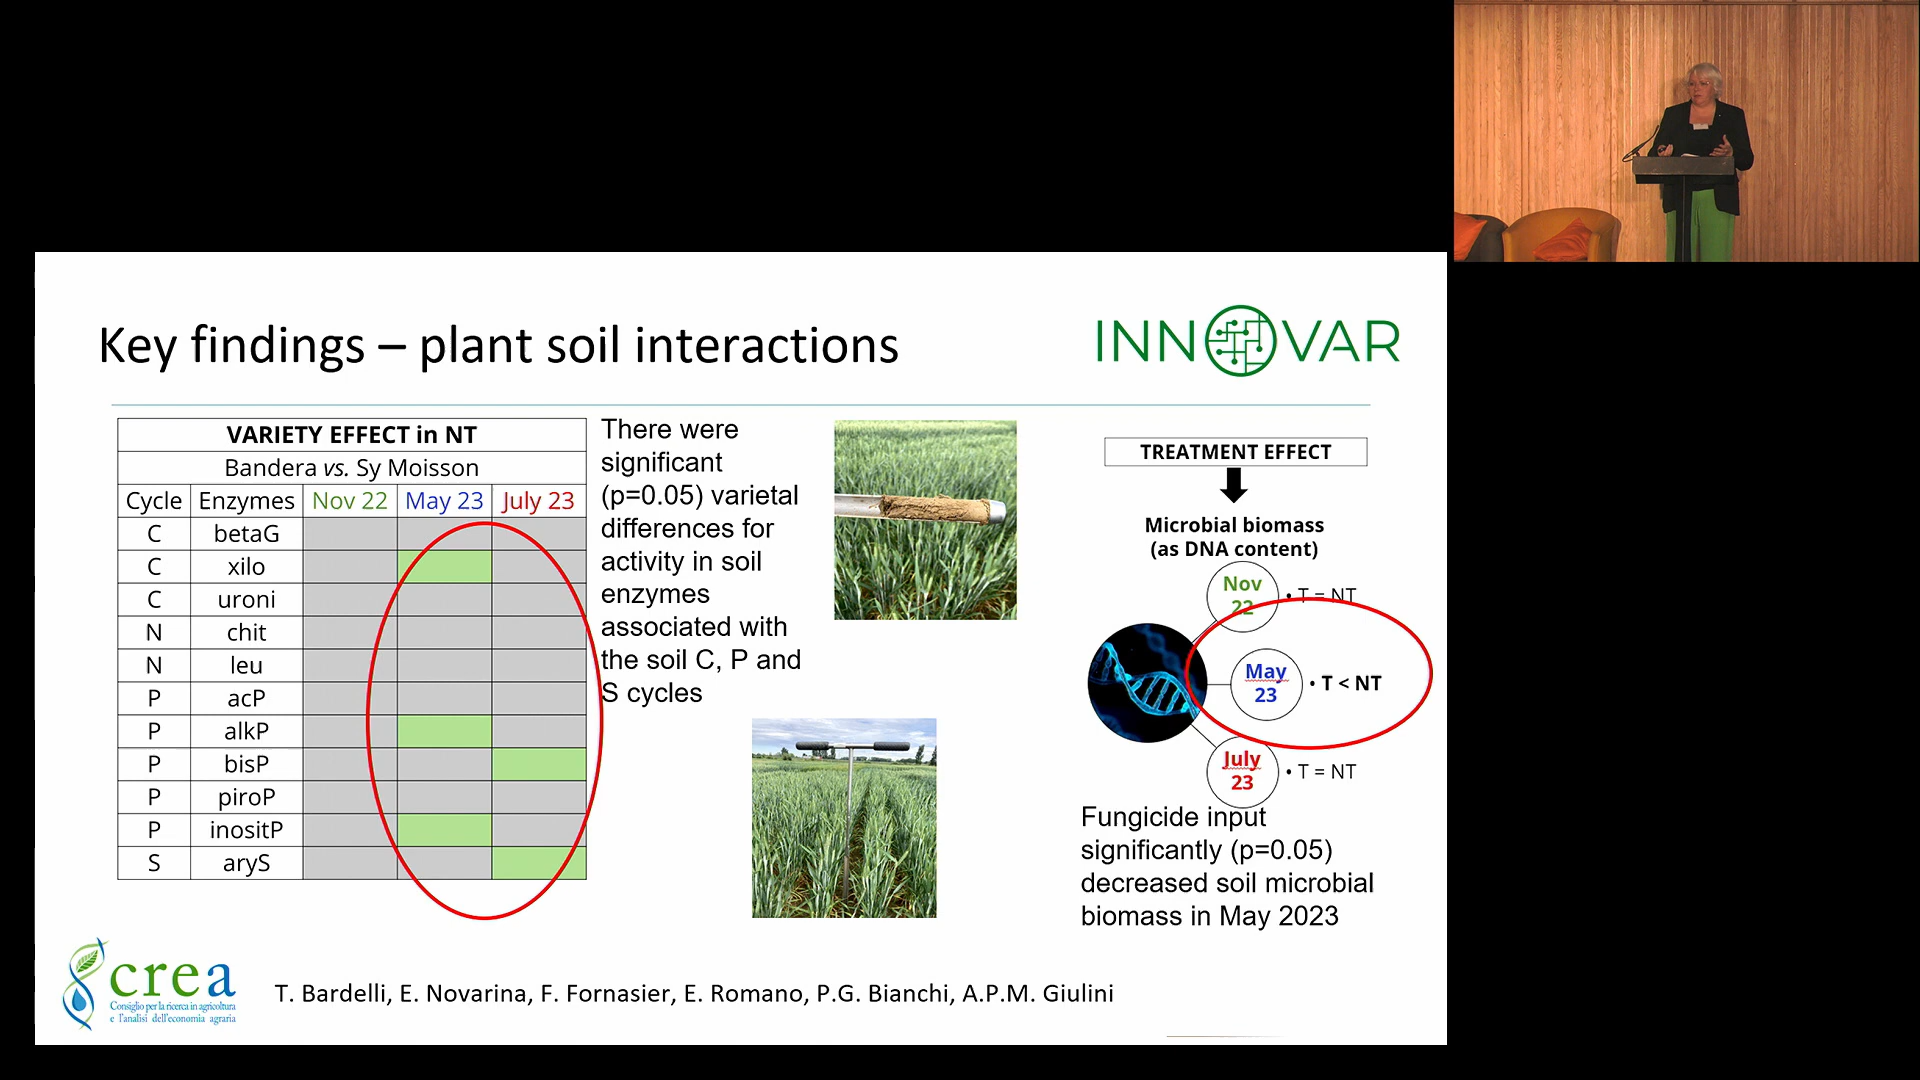 Key findings – plant soil interactions
INNOVAR
VARIETY EFFECT in NT
Bandera vs. Sy Moisson
Cycle Enzymes Nov 22 May 23 July 23
C betaG
C xilo
C uroni
N chit
N leu
P acP
P alkP
P bisP
P piroP
P inositP
S aryS
There were
significant
(p=0.05) varietal
differences for
activity in soil
enzymes
associated with
the soil C, P and
S cycles
TREATMENT EFFECT
Microbial biomass
(as DNA content)
Nov
22
• T = NT
May
23
• T < NT
July
23
• T = NT
Fungicide input
significantly (p=0.05)
decreased soil microbial
biomass in May 2023
crea
Consiglio per la ricerca in agricoltura
e l'analisi dell'economia agraria
T. Bardelli, E. Novarina, F. Fornasier, E. Romano, P.G. Bianchi, A.P.M. Giulini